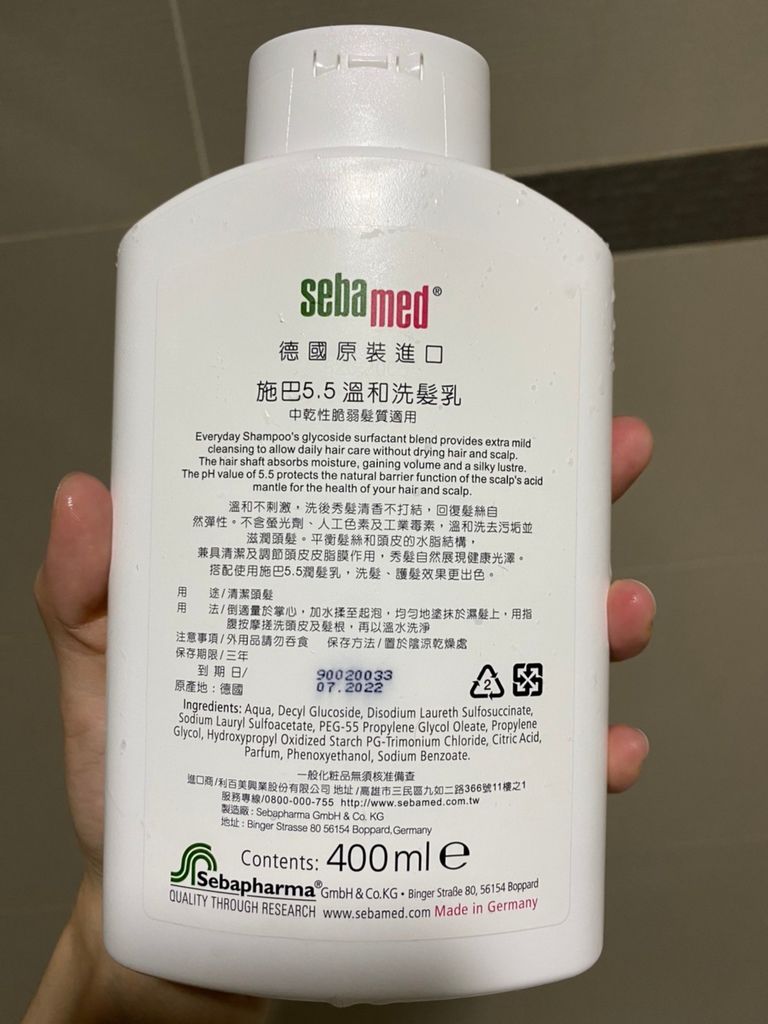 sebamed®
德國原裝進口
施巴5.5 溫和洗髮乳
中乾性脆弱髮質適用
Everyday Shampoo's glycoside surfactant blend provides extra mild
cleansing to allow daily hair care without drying hair and scalp.
The hair shaft absorbs moisture, gaining volume and a silky lustre.
The pH value of 5.5 protects the natural barrier function of the scalp's acid
mantle for the health of your hair and scalp.
溫和不刺激，洗後秀髮清香不打結，回復髮絲自
然彈性。不含螢光劑、人工色素及工業毒素，溫和洗去污垢並
滋潤頭髮。平衡髮絲和頭皮的水脂結構，
兼具清潔及調節頭皮皮脂膜作用，秀髮自然展現健康光澤。
搭配使用施巴5.5潤髮乳，洗髮、護髮效果更出色。
用 途/清潔頭髮
用 法/倒適量於掌心，加水揉至起泡，均勻地塗抹於濕髮上，用指
腹按摩搓洗頭皮及髮根，再以溫水洗淨
注意事項/外用品請勿吞食 保存方法/置於陰涼乾燥處
保存期限/三年
到 期 日/ 90020033
07.2022
原產地：德國
2
Ingredients: Aqua, Decyl Glucoside, Disodium Laureth Sulfosuccinate,
Sodium Lauryl Sulfoacetate, PEG-55 Propylene Glycol Oleate, Propylene
Glycol, Hydroxypropyl Oxidized Starch PG-Trimonium Chloride, Citric Acid,
Parfum, Phenoxyethanol, Sodium Benzoate.
一般化粧品無須核准備查
進口商/利百美興業股份有限公司 地址/高雄市三民區九如二路366號11樓之1
服務專線/0800-000-755 http://www.sebamed.com.tw
製造廠：Sebapharma GmbH & Co. KG
地址：Binger Strasse 80 56154 Boppard,Germany
Contents: 400ml e
Sebapharma® GmbH & Co.KG • Binger Straße 80, 56154 Boppard
QUALITY THROUGH RESEARCH www.sebamed.com Made in Germany